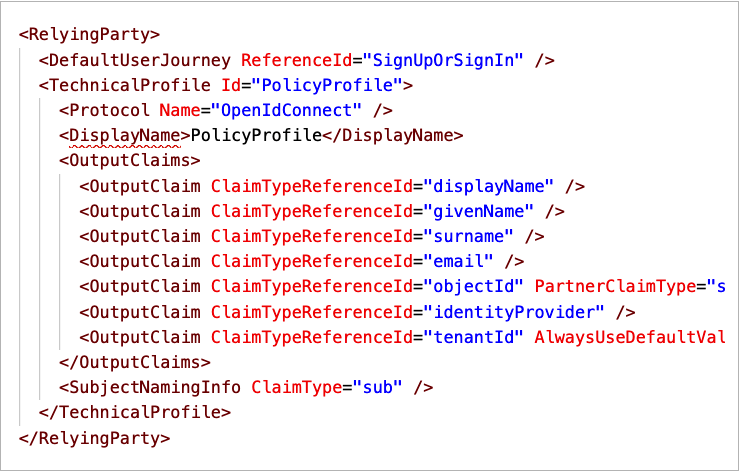 <RelyingParty>
<DefaultUserJourney ReferenceId="SignUpOrSignIn" />
<TechnicalProfile Id="PolicyProfile">
<Protocol Name="OpenIdConnect" />
<DisplayName>PolicyProfile</DisplayName>
<OutputClaims>
<OutputClaim ClaimTypeReferenceId="displayName" />
<OutputClaim ClaimTypeReferenceId="givenName" />
<OutputClaim ClaimTypeReferenceId="surname" />
<OutputClaim ClaimTypeReferenceId="email" />
<OutputClaim ClaimTypeReferenceId="objectId" PartnerClaimType="s
<OutputClaim ClaimTypeReferenceId="identityProvider" />
<OutputClaim ClaimTypeReferenceId="tenantId" AlwaysUseDefaultVal
</OutputClaims>
<SubjectNamingInfo ClaimType="sub" />
</TechnicalProfile>
</RelyingParty>